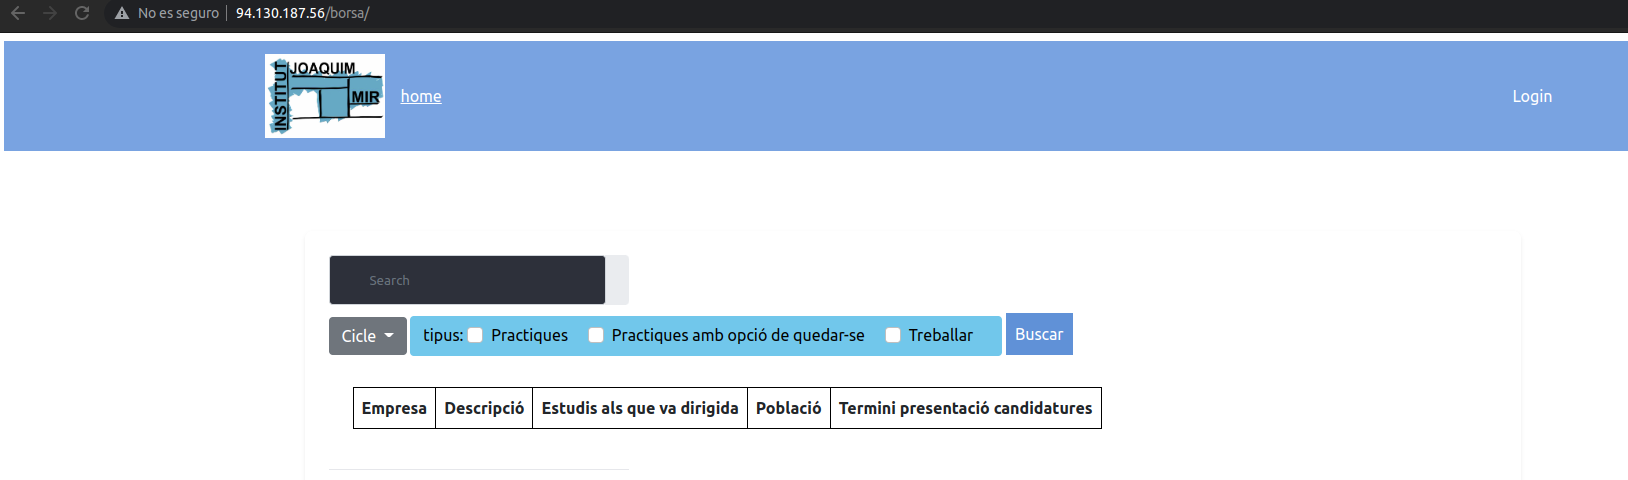 No es seguro | 94.130.187.56/borsa/
INSTITUT JOAQUIM MIR
home
Login
Search
Cicle
tipus: Practiques Practiques amb opció de quedar-se Treballar
Buscar
Empresa Descripció Estudis als que va dirigida Població Termini presentació candidatures